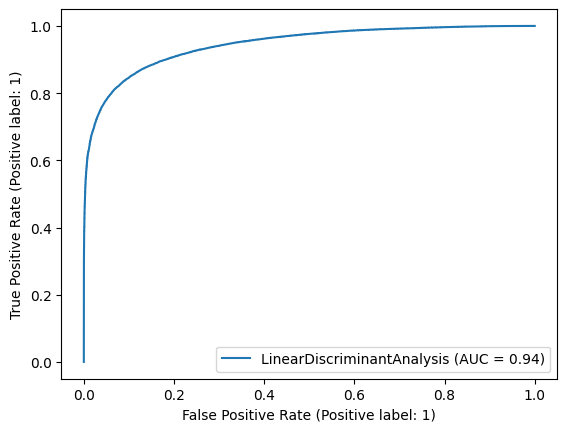 1.0
0.8
0.6
0.4
0.2
0.0
True Positive Rate (Positive label: 1)
LinearDiscriminantAnalysis (AUC = 0.94)
0.0 0.2 0.4 0.6 0.8 1.0
False Positive Rate (Positive label: 1)